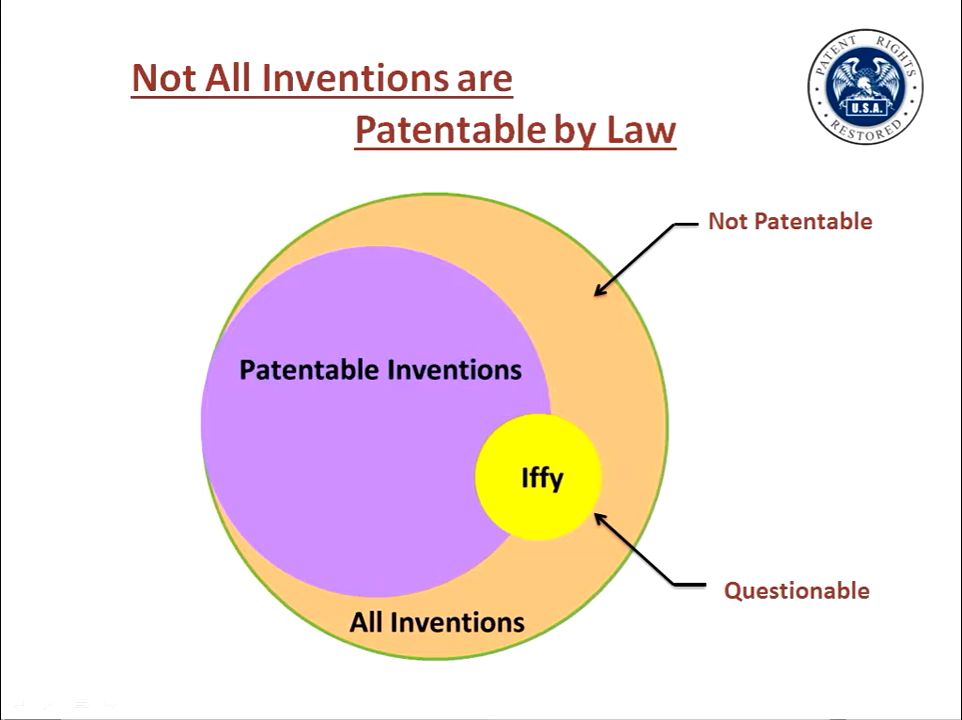 Not All Inventions are
Patentable by Law
PATENT RIGHTS
U.S.A.
RESTORED
Not Patentable
Patentable Inventions
Iffy
Questionable
All Inventions